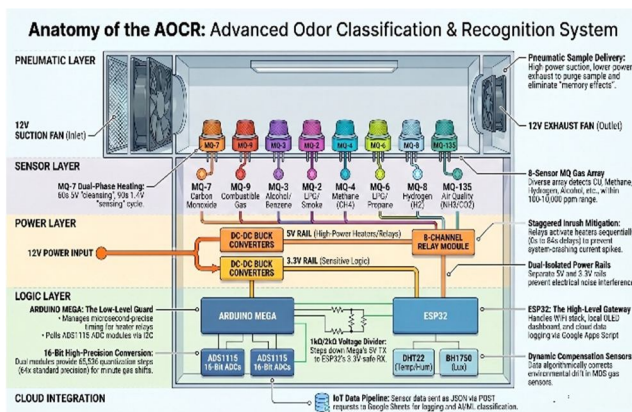 Anatomy of the AOCR: Advanced Odor Classification & Recognition System
PNEUMATIC LAYER
Pneumatic Sample Delivery:
High power suction, lower power
exhaust to purge sample and
eliminate "memory effects".
12V
SUCTION FAN (Inlet)
12V EXHAUST FAN (Outlet)
MQ-7
MQ-9
MQ-3
MQ-2
MQ-4
MQ-6
MQ-8
MQ-135
SENSOR LAYER
MQ-7 Dual-Phase Heating:
60s 5V "cleansing", 90s 1.4V
"sensing" cycle.
MQ-7
Carbon
Monoxide
MQ-9
Combustible
Gas
MQ-3
Alcohol/
Benzene
MQ-2
LPG/
Smoke
MQ-4
Methane
(CH4)
MQ-6
LPG/
Propane
MQ-8
Hydrogen
(H2)
MQ-135
Air Quality
(NH3/CO2)
8-Sensor MQ Gas Array
Diverse array detects CU, Methane,
Hydrogen, Alcohol, etc., within
100-10,000 ppm range.
POWER LAYER
12V POWER INPUT
DC-DC BUCK
CONVERTERS
5V RAIL (High-Power Heaters/Relays)
8-CHANNEL
RELAY MODULE
DC-DC BUCK
CONVERTERS
3.3V RAIL (Sensitive Logic)
Staggered Inrush Mitigation:
Relays activate heaters sequentially
(0s to 84s delays) to prevent
system-crashing current spikes.
Dual-Isolated Power Rails
Separate 5V and 3.3V rails
prevent electrical noise interference
LOGIC LAYER
ARDUINO MEGA: The Low-Level Guard
• Manages microsecond-precise
timing for heater relays
• Polls ADS1115 ADC modules via I2C
16-Bit High-Precision Conversion:
Dual modules provide 65,536 quantization steps
(64x standard precision) for minute gas shifts.
ARDUINO MEGA
ADS1115
16-Bit ADCs
ADS1115
16-Bit ADCs
1kΩ/2kΩ Voltage Divider:
Steps down Mega's 5V TX
to ESP32's 3.3V-safe RX.
ESP32
DHT22
(Temp/Hum)
BH1750
(Lux)
ESP32: The High-Level Gateway
Handles WiFi stack, local OLED
dashboard, and cloud data
logging via Google Apps Script
Dynamic Compensation Sensors
Data algorithmically corrects
environmental drift in MDS gas
sensors.
CLOUD INTEGRATION
IoT Data Pipeline: Sensor data sent as JSON via POST
requests to Google Sheets for logging and AI/ML classification.